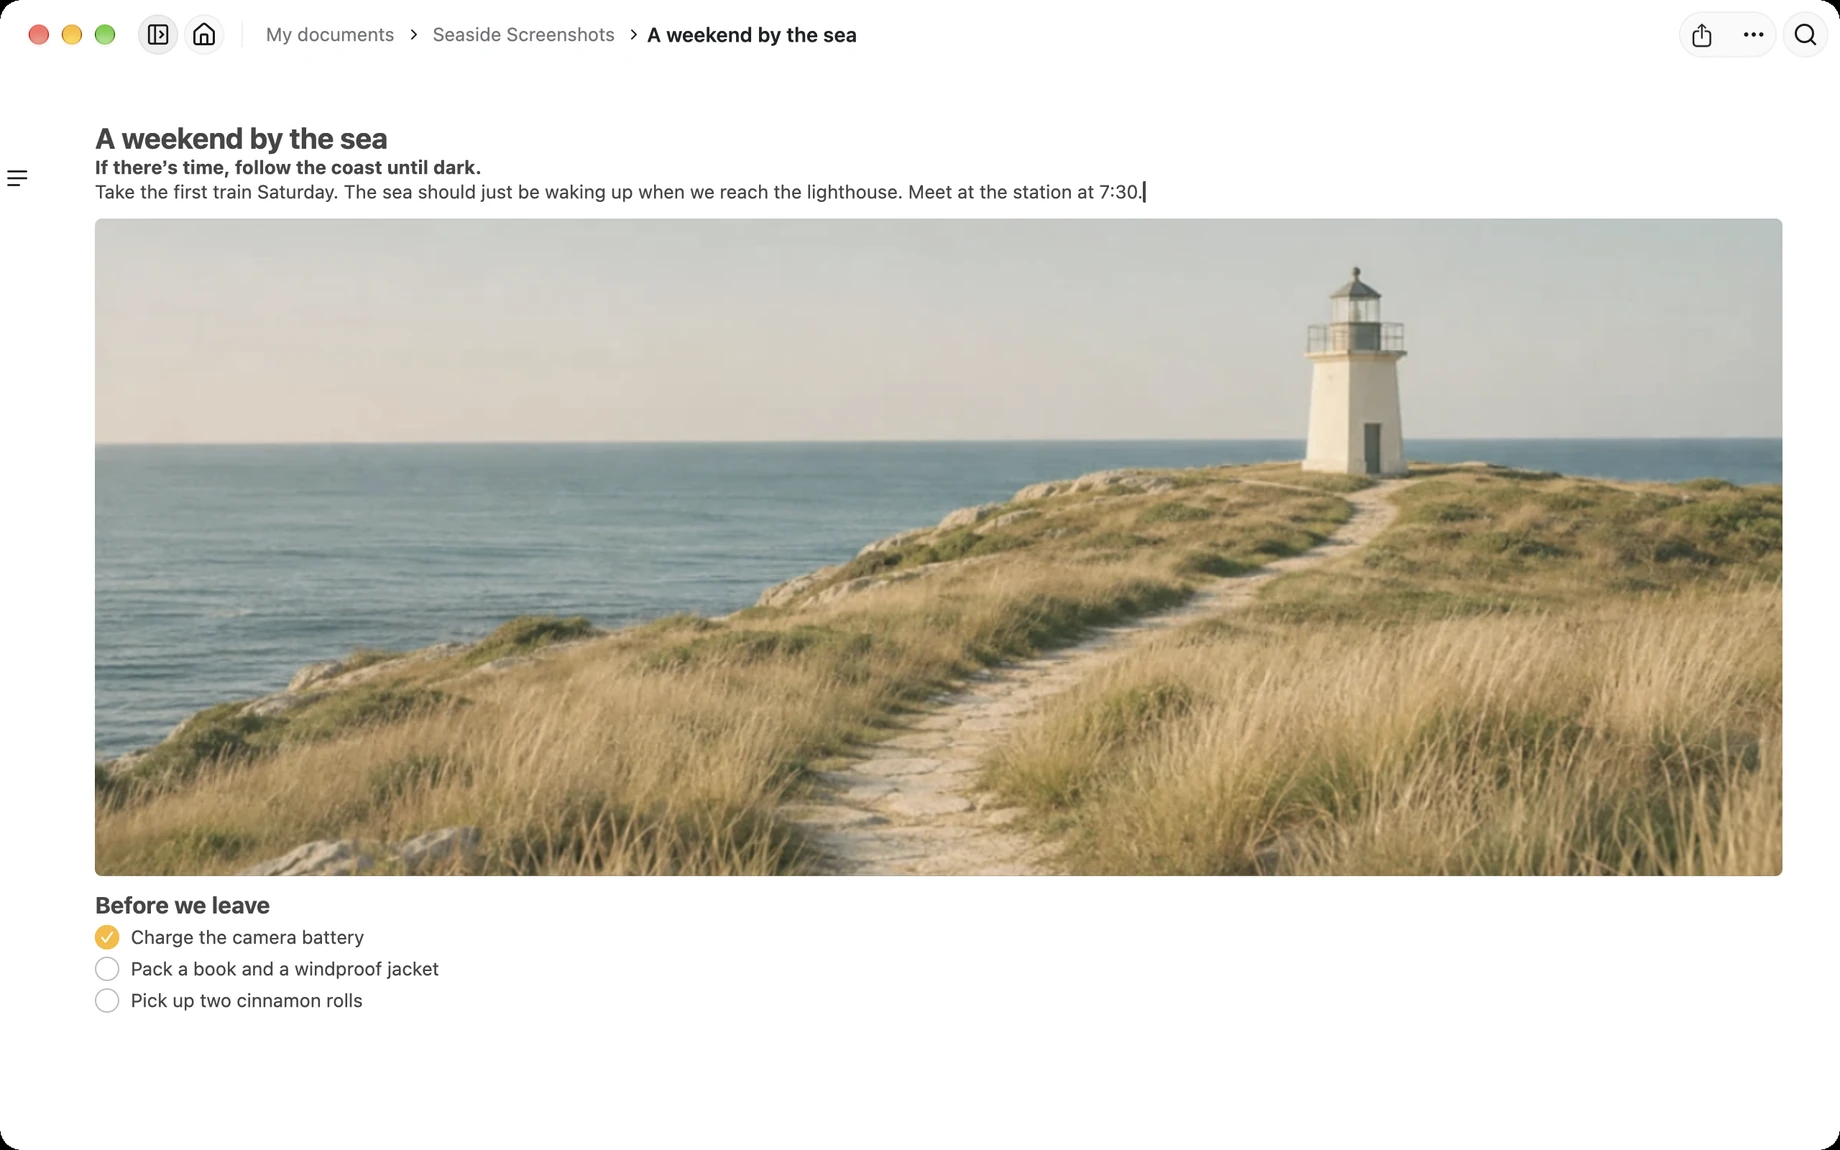 My documents > Seaside Screenshots > A weekend by the sea
A weekend by the sea
If there’s time, follow the coast until dark.
Take the first train Saturday. The sea should just be waking up when we reach the lighthouse. Meet at the station at 7:30.
Before we leave
Charge the camera battery
Pack a book and a windproof jacket
Pick up two cinnamon rolls